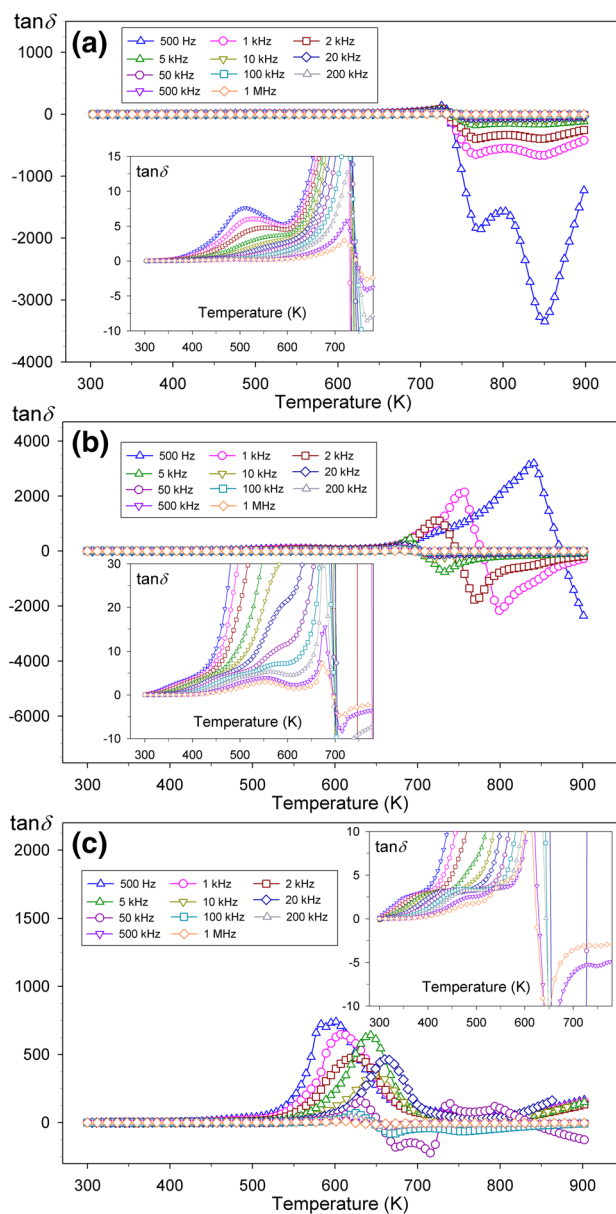 tanδ
(a)
500 Hz 1 kHz 2 kHz
5 kHz 10 kHz 20 kHz
50 kHz 100 kHz 200 kHz
500 kHz 1 MHz
1000
0
-1000
-2000
-3000
-4000
tanδ
15
10
5
0
-5
-10
Temperature (K)
300 400 500 600 700
300 400 500 600 700 800 900
Temperature (K)
tanδ
(b)
500 Hz 1 kHz 2 kHz
5 kHz 10 kHz 20 kHz
50 kHz 100 kHz 200 kHz
500 kHz 1 MHz
4000
2000
0
-2000
-4000
-6000
tanδ
30
20
10
0
-10
Temperature (K)
300 400 500 600 700
300 400 500 600 700 800 900
Temperature (K)
tanδ
(c)
500 Hz 1 kHz 2 kHz
5 kHz 10 kHz 20 kHz
50 kHz 100 kHz 200 kHz
500 kHz 1 MHz
2000
1500
1000
500
0
tanδ
10
5
0
-5
-10
Temperature (K)
300 400 500 600 700
300 400 500 600 700 800 900
Temperature (K)